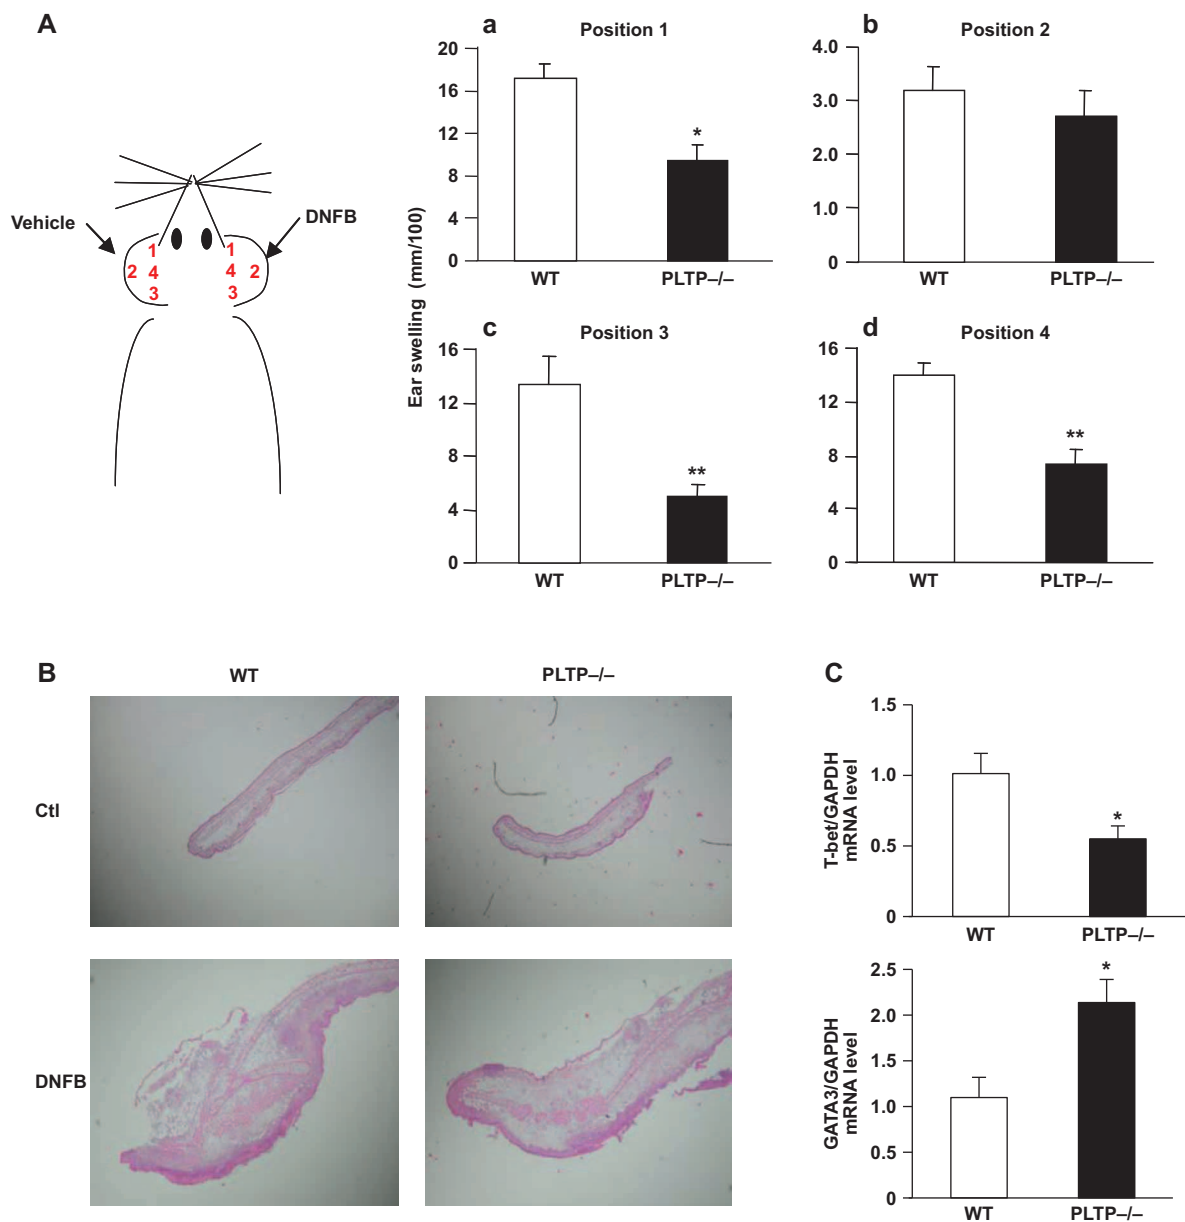 A
Vehicle
DNFB
1
2
4
3
1
4
2
3
Ear swelling (mm/100)
a
Position 1
20
16
12
8
4
0
*
WT
PLTP–/–
b
Position 2
4.0
3.0
2.0
1.0
0
WT
PLTP–/–
c
Position 3
16
12
8
4
0
**
WT
PLTP–/–
d
Position 4
16
12
8
4
0
**
WT
PLTP–/–
B
WT
PLTP–/–
Ctl
DNFB
C
T-bet/GAPDH
mRNA level
1.5
1.0
0.5
0
*
WT
PLTP–/–
GATA3/GAPDH
mRNA level
2.5
2.0
1.5
1.0
0.5
0
*
WT
PLTP–/–